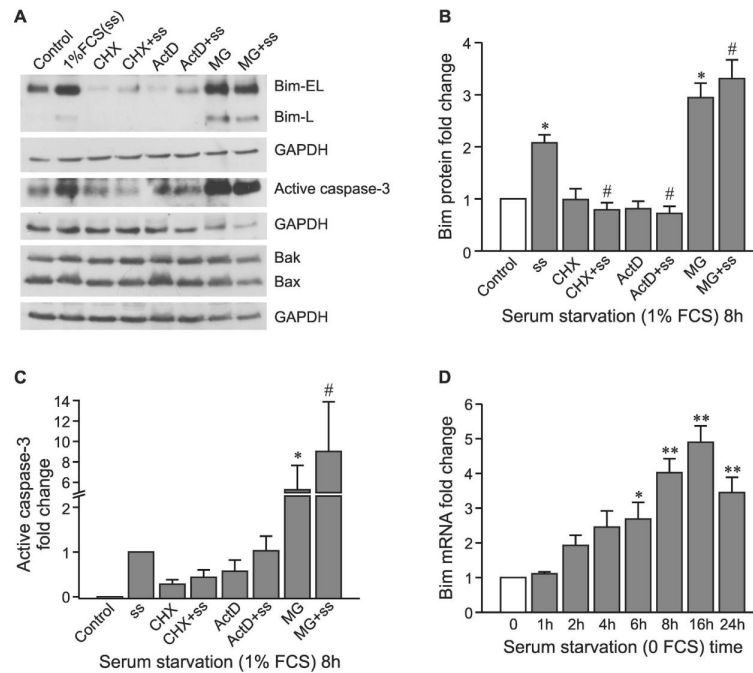 A
Control
1%FCS(ss)
CHX
CHX+ss
ActD
ActD+ss
MG
MG+ss
Bim-EL
Bim-L
GAPDH
Active caspase-3
GAPDH
Bak
Bax
GAPDH
B
Bim protein fold change
4
3
2
1
0
*
#
#
*
#
Control
ss
CHX
CHX+ss
ActD
ActD+ss
MG
MG+ss
Serum starvation (1% FCS) 8h
C
Active caspase-3
fold change
14
12
10
8
6
2
1
0
*
#
Control
ss
CHX
CHX+ss
ActD
ActD+ss
MG
MG+ss
Serum starvation (1% FCS) 8h
D
Bim mRNA fold change
6
5
4
3
2
1
0
*
**
**
**
0 1h 2h 4h 6h 8h 16h 24h
Serum starvation (0 FCS) time